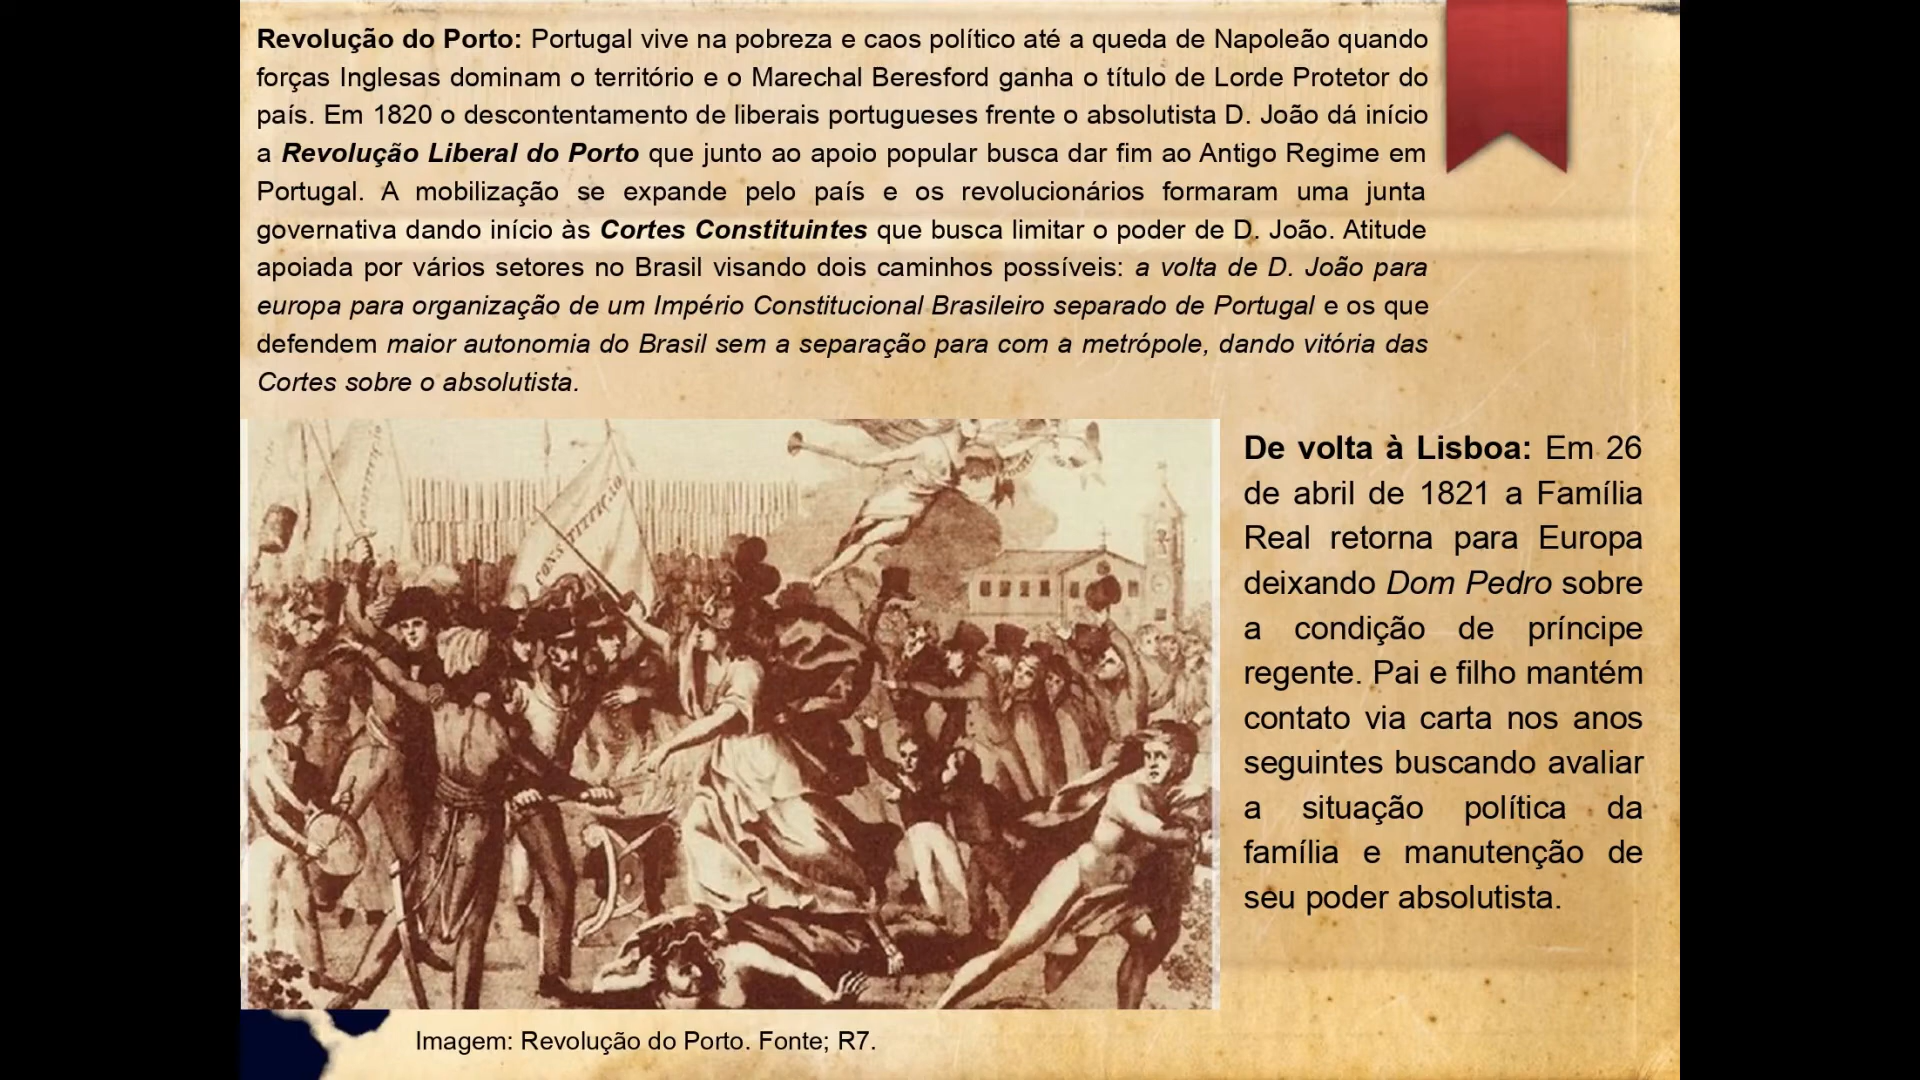 Revolução do Porto: Portugal vive na pobreza e caos político até a queda de Napoleão quando
forças Inglesas dominam o território e o Marechal Beresford ganha o título de Lorde Protetor do
país. Em 1820 o descontentamento de liberais portugueses frente o absolutista D. João dá início
a Revolução Liberal do Porto que junto ao apoio popular busca dar fim ao Antigo Regime em
Portugal. A mobilização se expande pelo país e os revolucionários formaram uma junta
governativa dando início às Cortes Constituintes que busca limitar o poder de D. João. Atitude
apoiada por vários setores no Brasil visando dois caminhos possíveis: a volta de D. João para
europa para organização de um Império Constitucional Brasileiro separado de Portugal e os que
defendem maior autonomia do Brasil sem a separação para com a metrópole, dando vitória das
Cortes sobre o absolutista.
CONSTITUIÇÃO
De volta à Lisboa: Em 26
de abril de 1821 a Família
Real retorna para Europa
deixando Dom Pedro sobre
a condição de príncipe
regente. Pai e filho mantém
contato via carta nos anos
seguintes buscando avaliar
a situação política da
família e manutenção de
seu poder absolutista.
Imagem: Revolução do Porto. Fonte; R7.